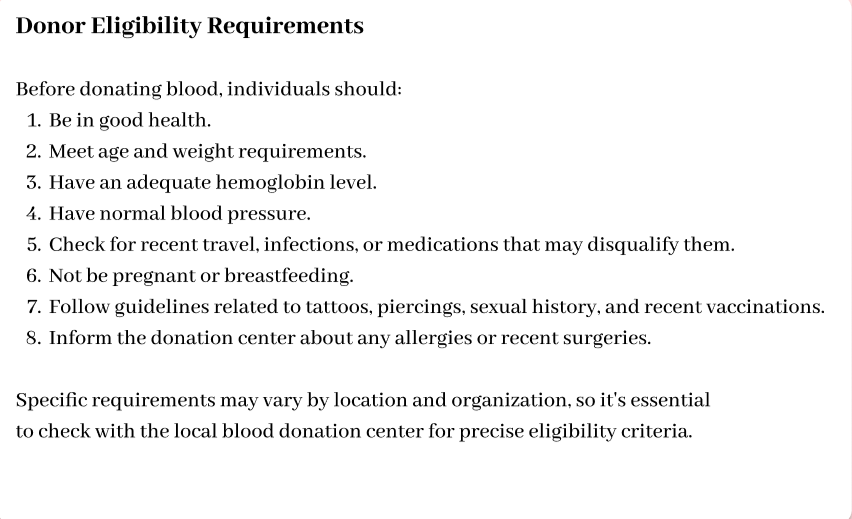 Donor Eligibility Requirements
Before donating blood, individuals should:
1. Be in good health.
2. Meet age and weight requirements.
3. Have an adequate hemoglobin level.
4. Have normal blood pressure.
5. Check for recent travel, infections, or medications that may disqualify them.
6. Not be pregnant or breastfeeding.
7. Follow guidelines related to tattoos, piercings, sexual history, and recent vaccinations.
8. Inform the donation center about any allergies or recent surgeries.
Specific requirements may vary by location and organization, so it's essential
to check with the local blood donation center for precise eligibility criteria.